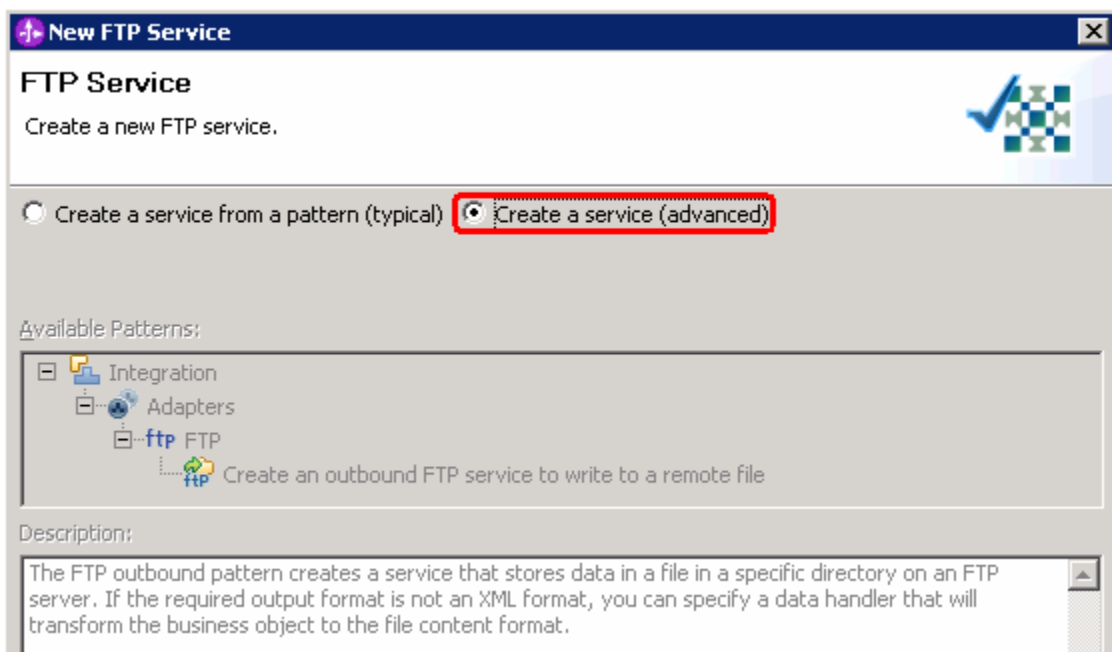 New FTP Service
FTP Service
Create a new FTP service.
Create a service from a pattern (typical) Create a service (advanced)
Available Patterns:
Integration
Adapters
ftp FTP
ftp Create an outbound FTP service to write to a remote file
Description:
The FTP outbound pattern creates a service that stores data in a file in a specific directory on an FTP
server. If the required output format is not an XML format, you can specify a data handler that will
transform the business object to the file content format.